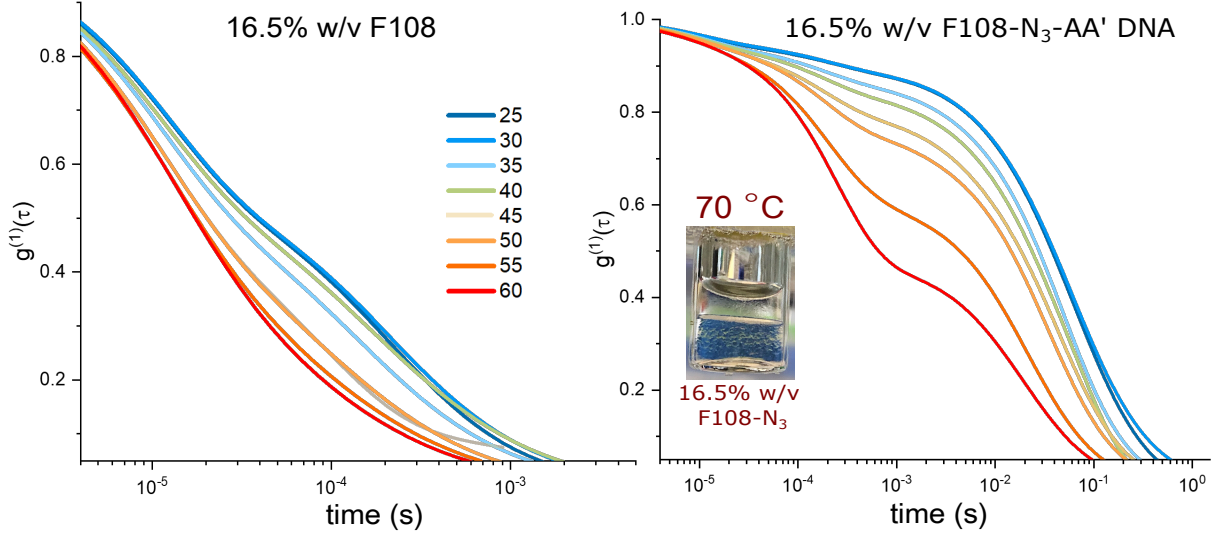 16.5% w/v F108
g⁽¹⁾(τ)
0.8
0.6
0.4
0.2
25
30
35
40
45
50
55
60
10⁻⁵
10⁻⁴
10⁻³
time (s)
16.5% w/v F108-N₃-AA' DNA
g⁽¹⁾(τ)
1.0
0.8
0.6
0.4
0.2
70 °C
16.5% w/v
F108-N₃
10⁻⁵
10⁻⁴
10⁻³
10⁻²
10⁻¹
10⁰
time (s)